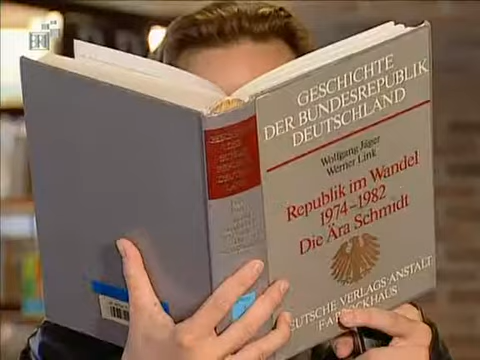 BR
GESCHICHTE
DER BUNDESREPUBLIK
DEUTSCHLAND
Wolfgang Jäger
Werner Link
Republik im Wandel
1974–1982
Die Ära Schmidt
DEUTSCHE VERLAGS-ANSTALT
F.A. BROCKHAUS